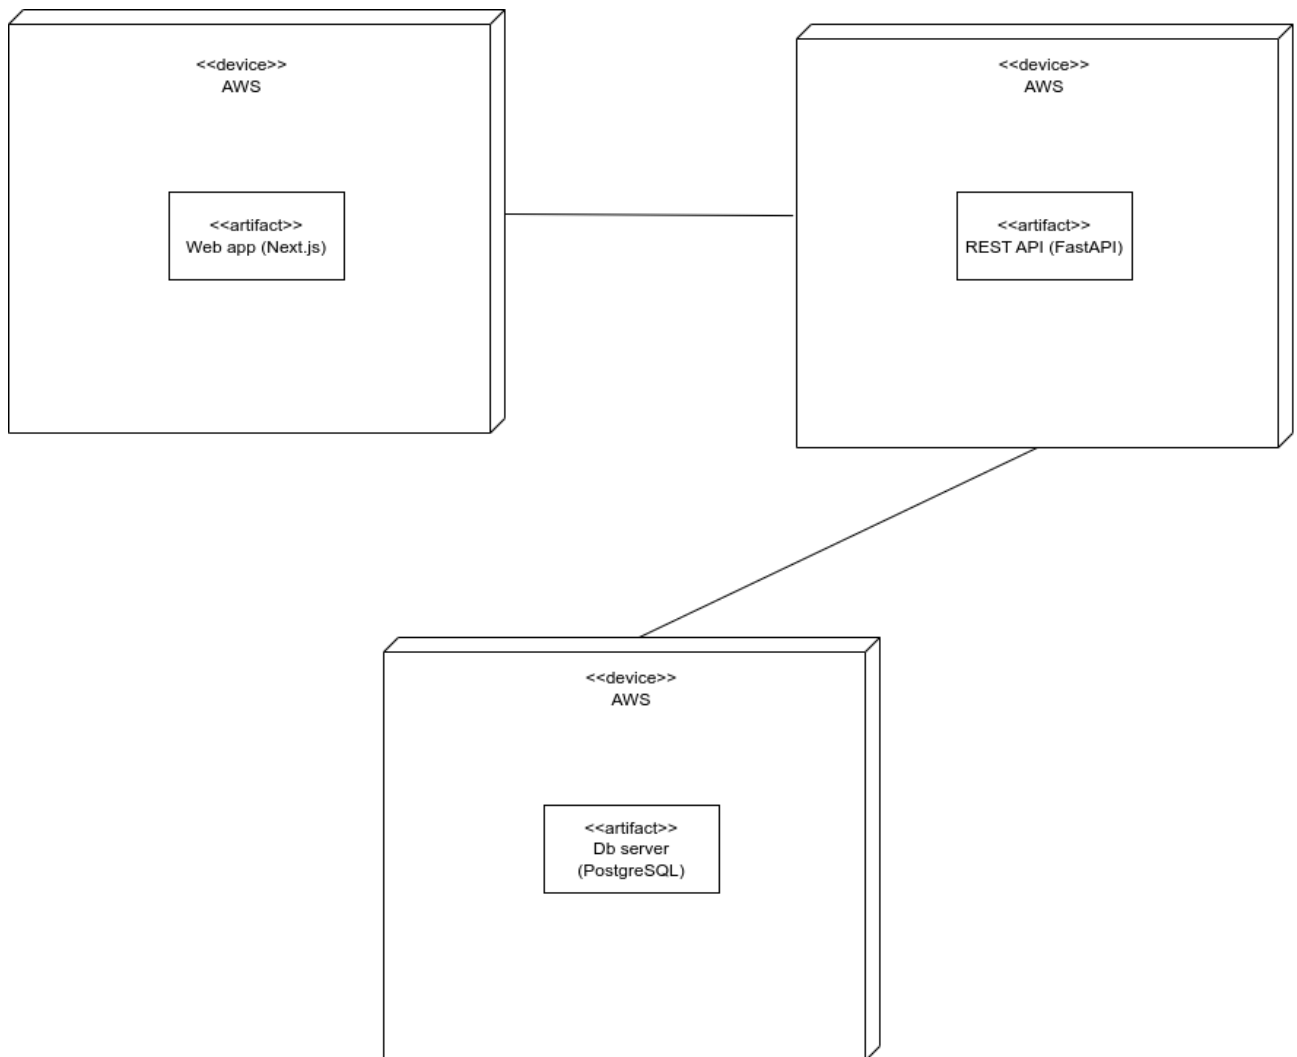 <<device>>
AWS
<<artifact>>
Web app (Next.js)
<<device>>
AWS
<<artifact>>
REST API (FastAPI)
<<device>>
AWS
<<artifact>>
Db server
(PostgreSQL)